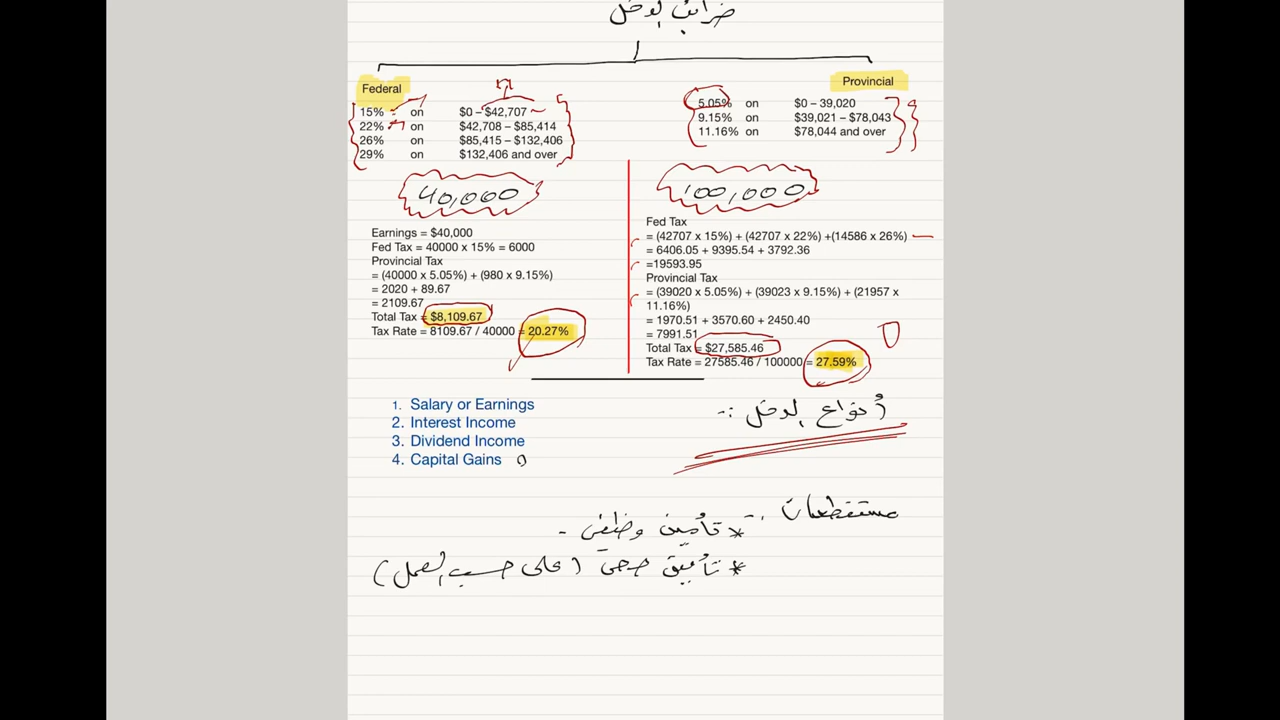 ضرائب الدخل
Federal
15% on $0 – $42,707
22% on $42,708 – $85,414
26% on $85,415 – $132,406
29% on $132,406 and over
Provincial
5.05% on $0 – 39,020
9.15% on $39,021 – $78,043
11.16% on $78,044 and over
40,000
Earnings = $40,000
Fed Tax = 40000 x 15% = 6000
Provincial Tax
= (40000 x 5.05%) + (980 x 9.15%)
= 2020 + 89.67
= 2109.67
Total Tax = $8,109.67
Tax Rate = 8109.67 / 40000 = 20.27%
100,000
Fed Tax
= (42707 x 15%) + (42707 x 22%) +(14586 x 26%)
= 6406.05 + 9395.54 + 3792.36
=19593.95
Provincial Tax
= (39020 x 5.05%) + (39023 x 9.15%) + (21957 x
11.16%)
= 1970.51 + 3570.60 + 2450.40
= 7991.51
Total Tax = $27,585.46
Tax Rate = 27585.46 / 100000 = 27.59%
أنواع الدخل :-
1. Salary or Earnings
2. Interest Income
3. Dividend Income
4. Capital Gains
مستقطعات :-
* تأمين وظيفي -
* تأمين صحي (على حسب العمل)